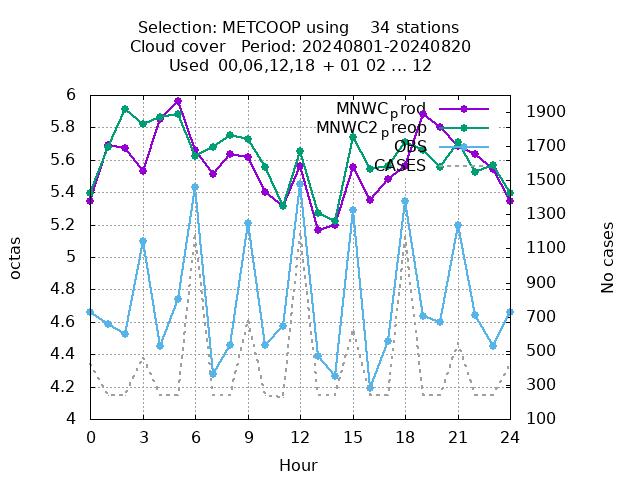 Selection: METCOOP using    34 stations
Cloud cover   Period: 20240801-20240820
Used  00,06,12,18 + 01 02 ... 12
MNWC_prod
MNWC2_preop
OBS
CASES
6
5.8
5.6
5.4
5.2
5
4.8
4.6
4.4
4.2
4
1900
1700
1500
1300
1100
900
700
500
300
100
octas
No cases
0 3 6 9 12 15 18 21 24
Hour